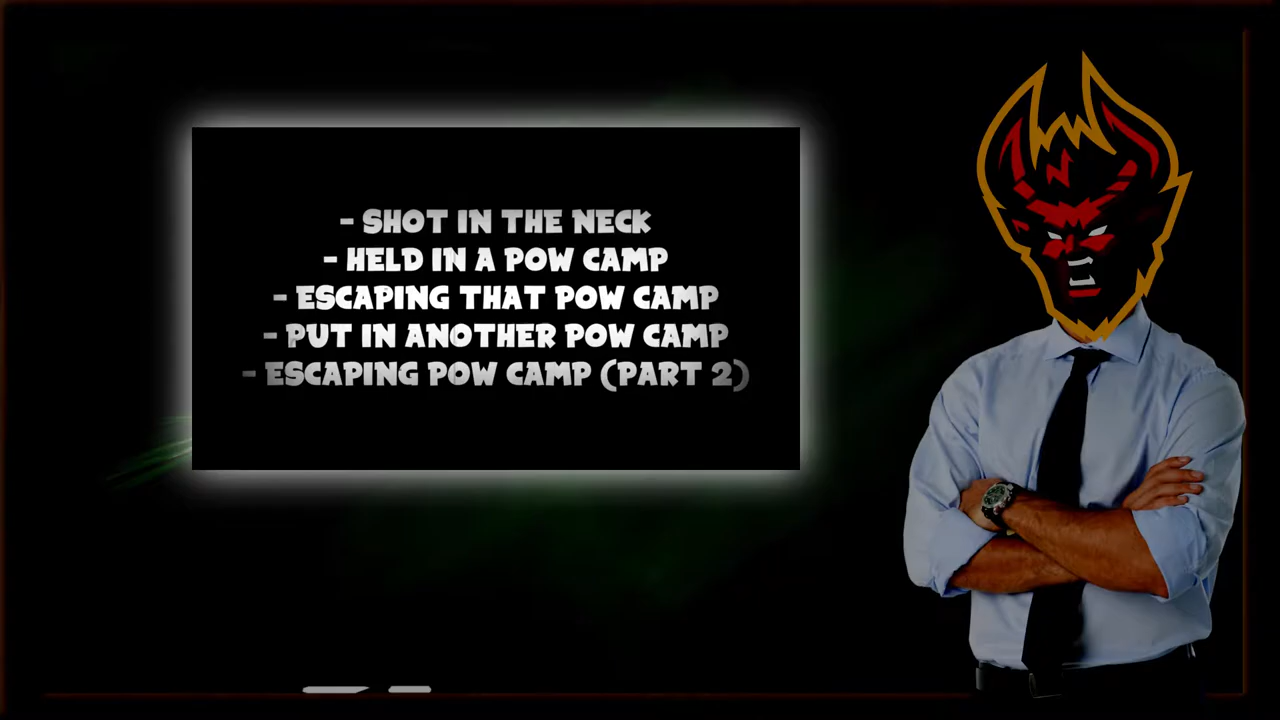 - SHOT IN THE NECK
- HELD IN A POW CAMP
- ESCAPING THAT POW CAMP
- PUT IN ANOTHER POW CAMP
- ESCAPING POW CAMP (PART 2)